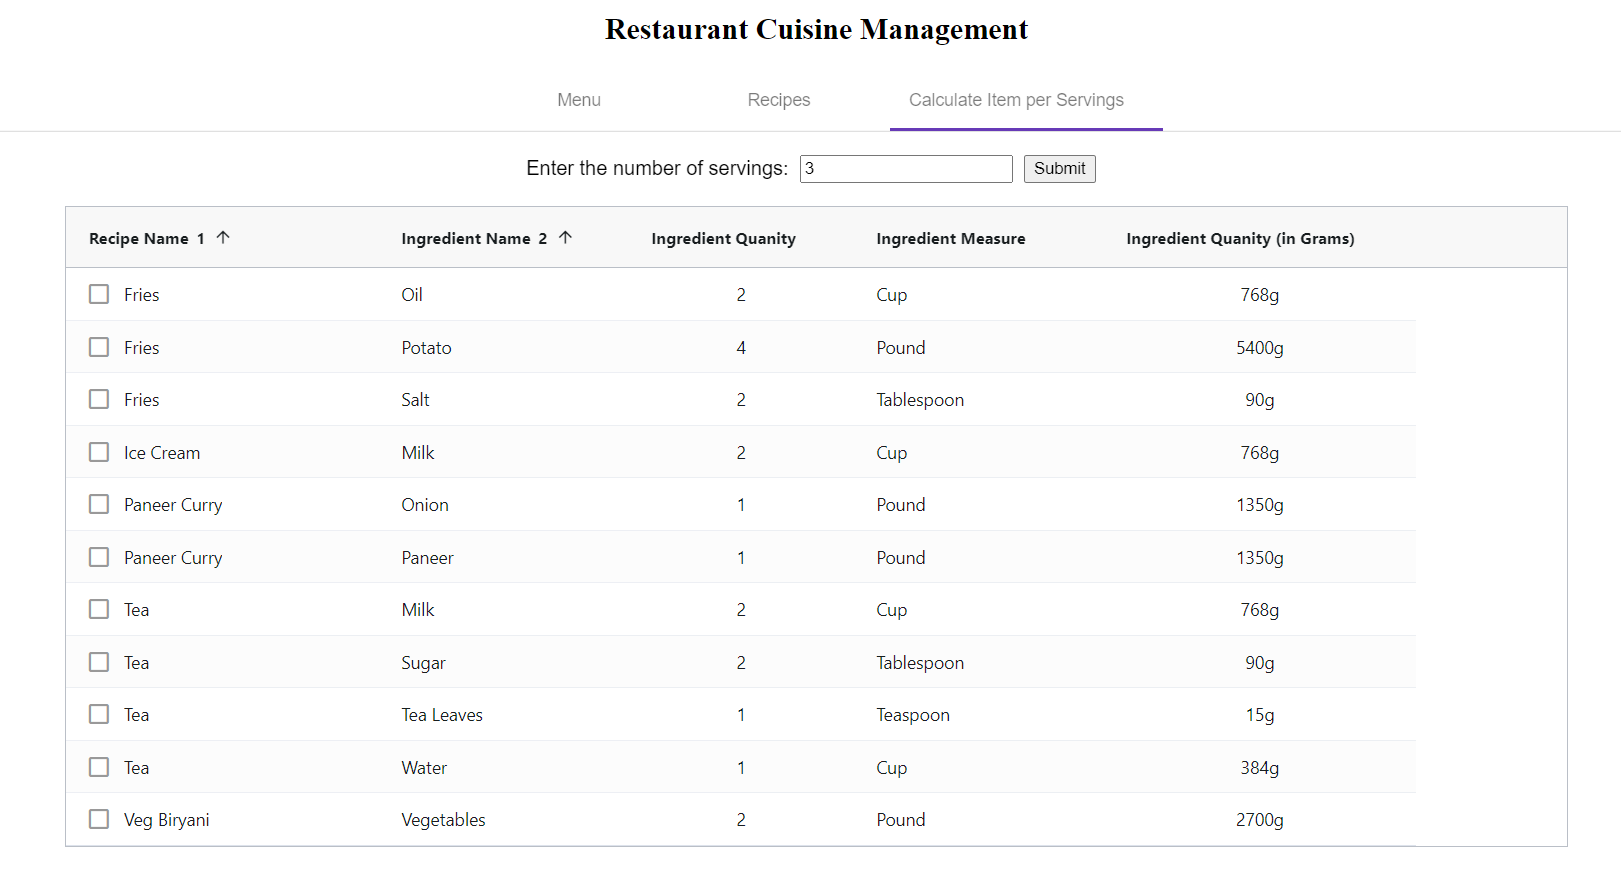 Restaurant Cuisine Management
Menu Recipes Calculate Item per Servings
Enter the number of servings: 3 Submit
Recipe Name 1 ↑ Ingredient Name 2 ↑ Ingredient Quanity Ingredient Measure Ingredient Quanity (in Grams)
Fries Oil 2 Cup 768g
Fries Potato 4 Pound 5400g
Fries Salt 2 Tablespoon 90g
Ice Cream Milk 2 Cup 768g
Paneer Curry Onion 1 Pound 1350g
Paneer Curry Paneer 1 Pound 1350g
Tea Milk 2 Cup 768g
Tea Sugar 2 Tablespoon 90g
Tea Tea Leaves 1 Teaspoon 15g
Tea Water 1 Cup 384g
Veg Biryani Vegetables 2 Pound 2700g